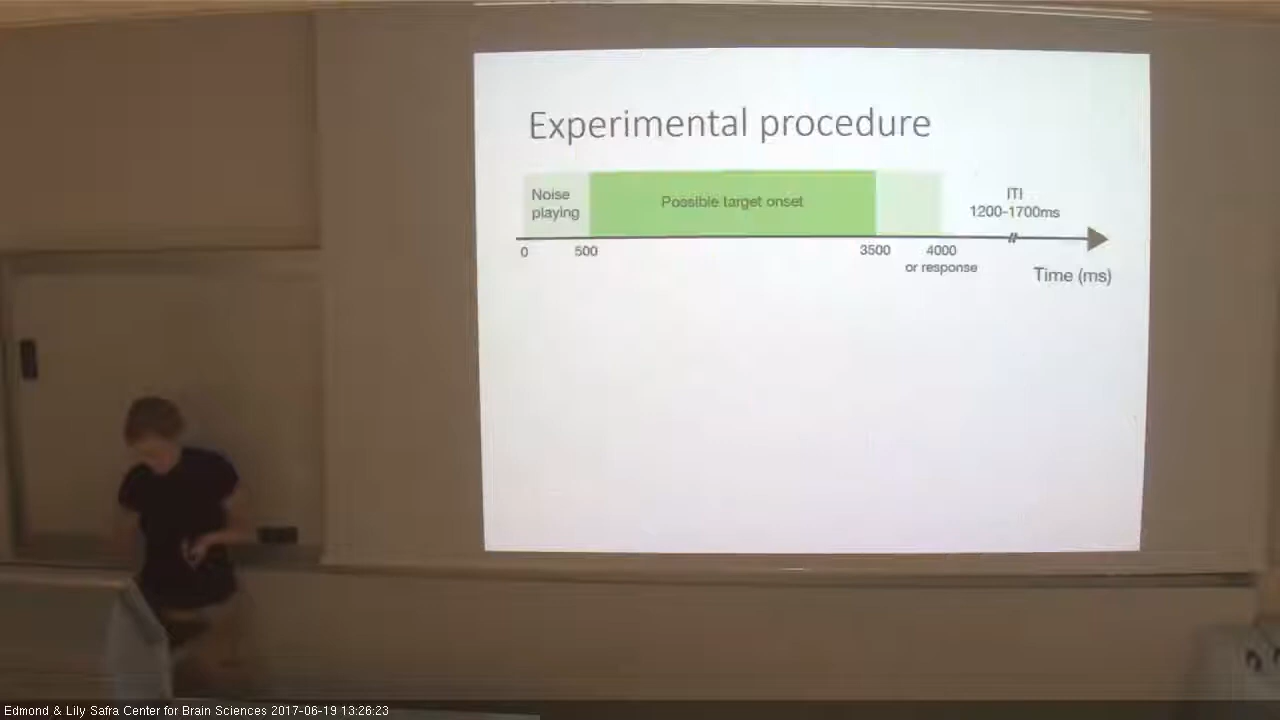 Experimental procedure
Noise
playing
Possible target onset
ITI
1200-1700ms
0
500
3500
4000
or response
Time (ms)
Edmond & Lily Safra Center for Brain Sciences 2017-06-19 13:26:23